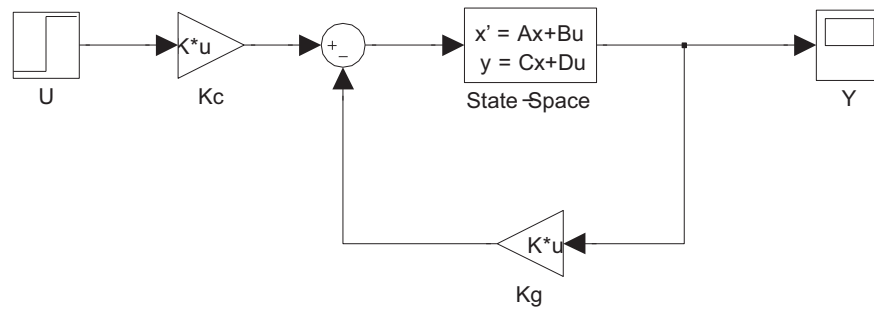 U
K*u
Kc
+
−
x' = Ax+Bu
y = Cx+Du
State-Space
Y
K*u
Kg